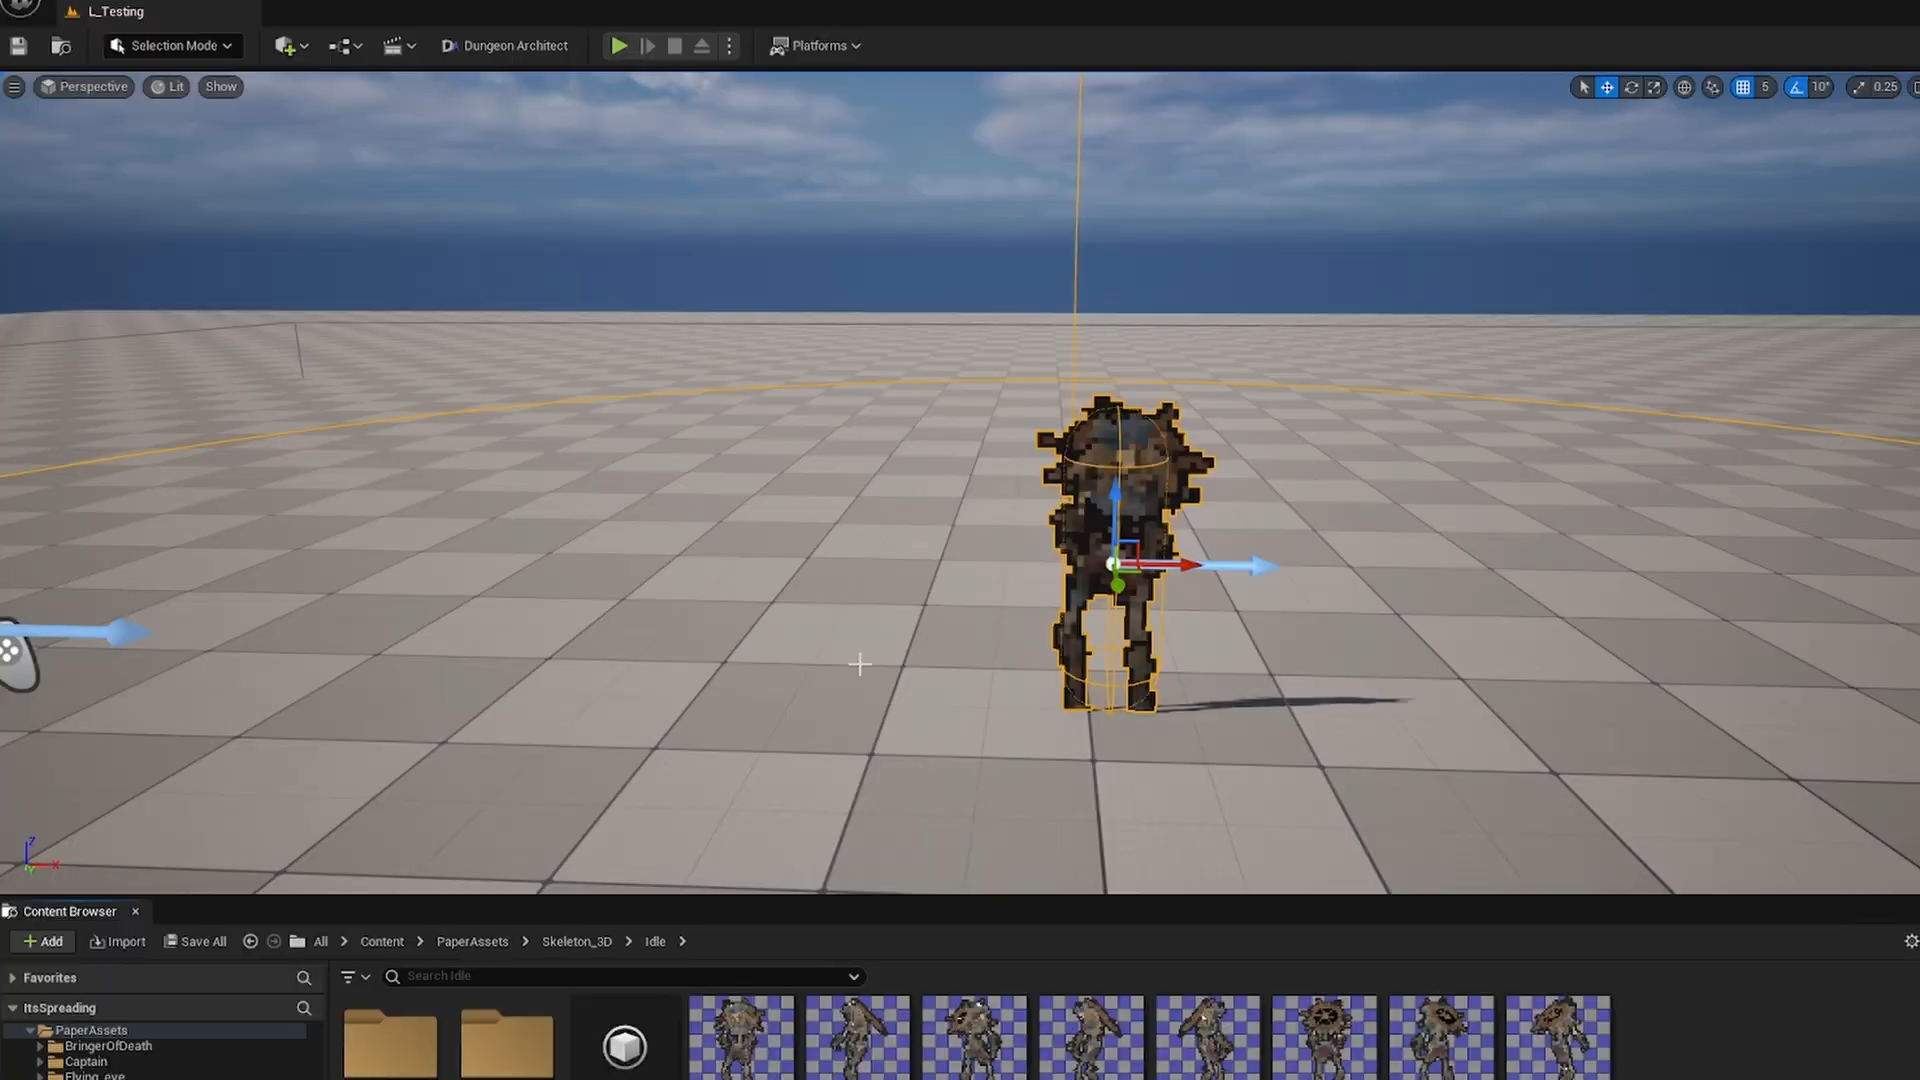 L_Testing
Selection Mode
Dungeon Architect
Platforms
Perspective
Lit
Show
5
10°
0.25
Z
X
Y
Content Browser
Add
Import
Save All
All
Content
PaperAssets
Skeleton_3D
Idle
Favorites
Search Idle
ItsSpreading
PaperAssets
BringerOfDeath
Captain
Flying_eye